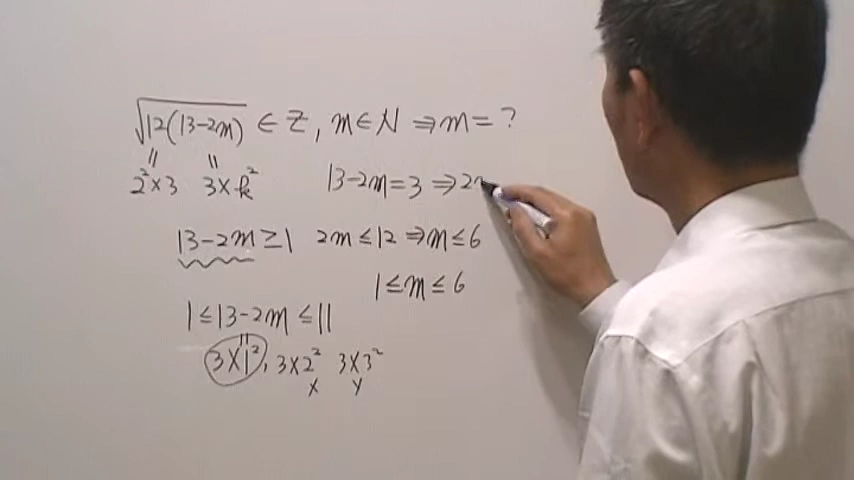 √12(13-2m) ∈ Z, m∈N ⇒ m = ?
" "
2²×3 3×k² 13-2m=3 ⇒ 2m
13-2m ≥ 1 2m ≤ 12 ⇒ m ≤ 6
1 ≤ m ≤ 6
1 ≤ 13-2m ≤ 11
"
3×1², 3×2² 3×3²
× ×